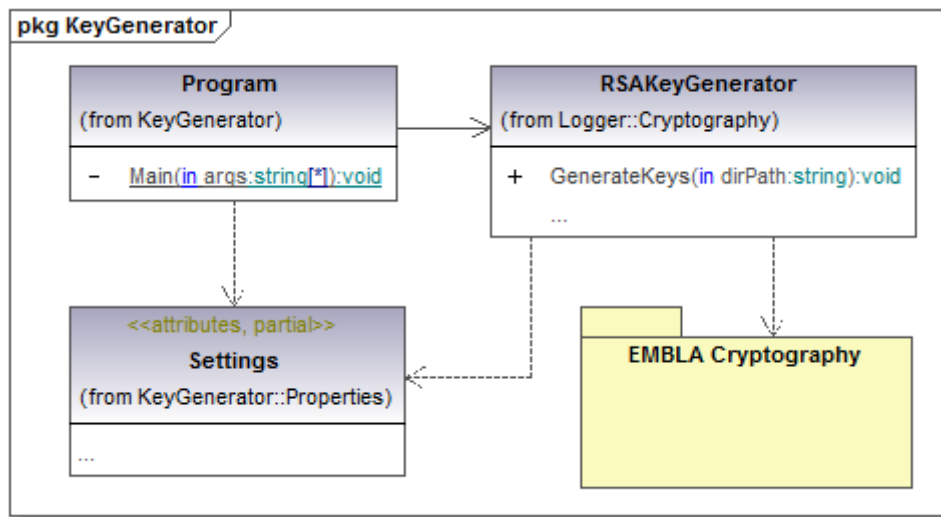 pkg KeyGenerator
Program
(from KeyGenerator)
- Main(in args:string[*]):void
RSAKeyGenerator
(from Logger::Cryptography)
+ GenerateKeys(in dirPath:string):void
...
<<attributes, partial>>
Settings
(from KeyGenerator::Properties)
...
EMBLA Cryptography